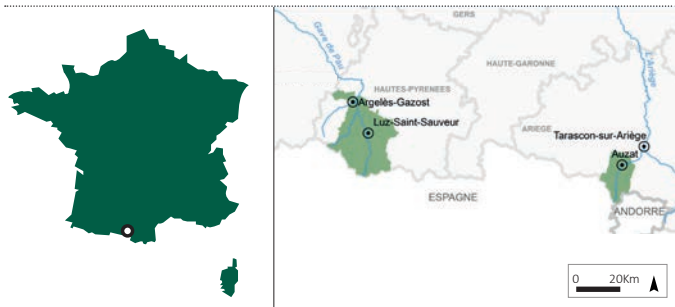 GERS
Gave de Pau
HAUTE-GARONNE
L'Ariège
HAUTES-PYRENEES
Argelès-Gazost
Luz-Saint-Sauveur
ARIEGE
Tarascon-sur-Ariège
Auzat
ESPAGNE
ANDORRE
0 20Km